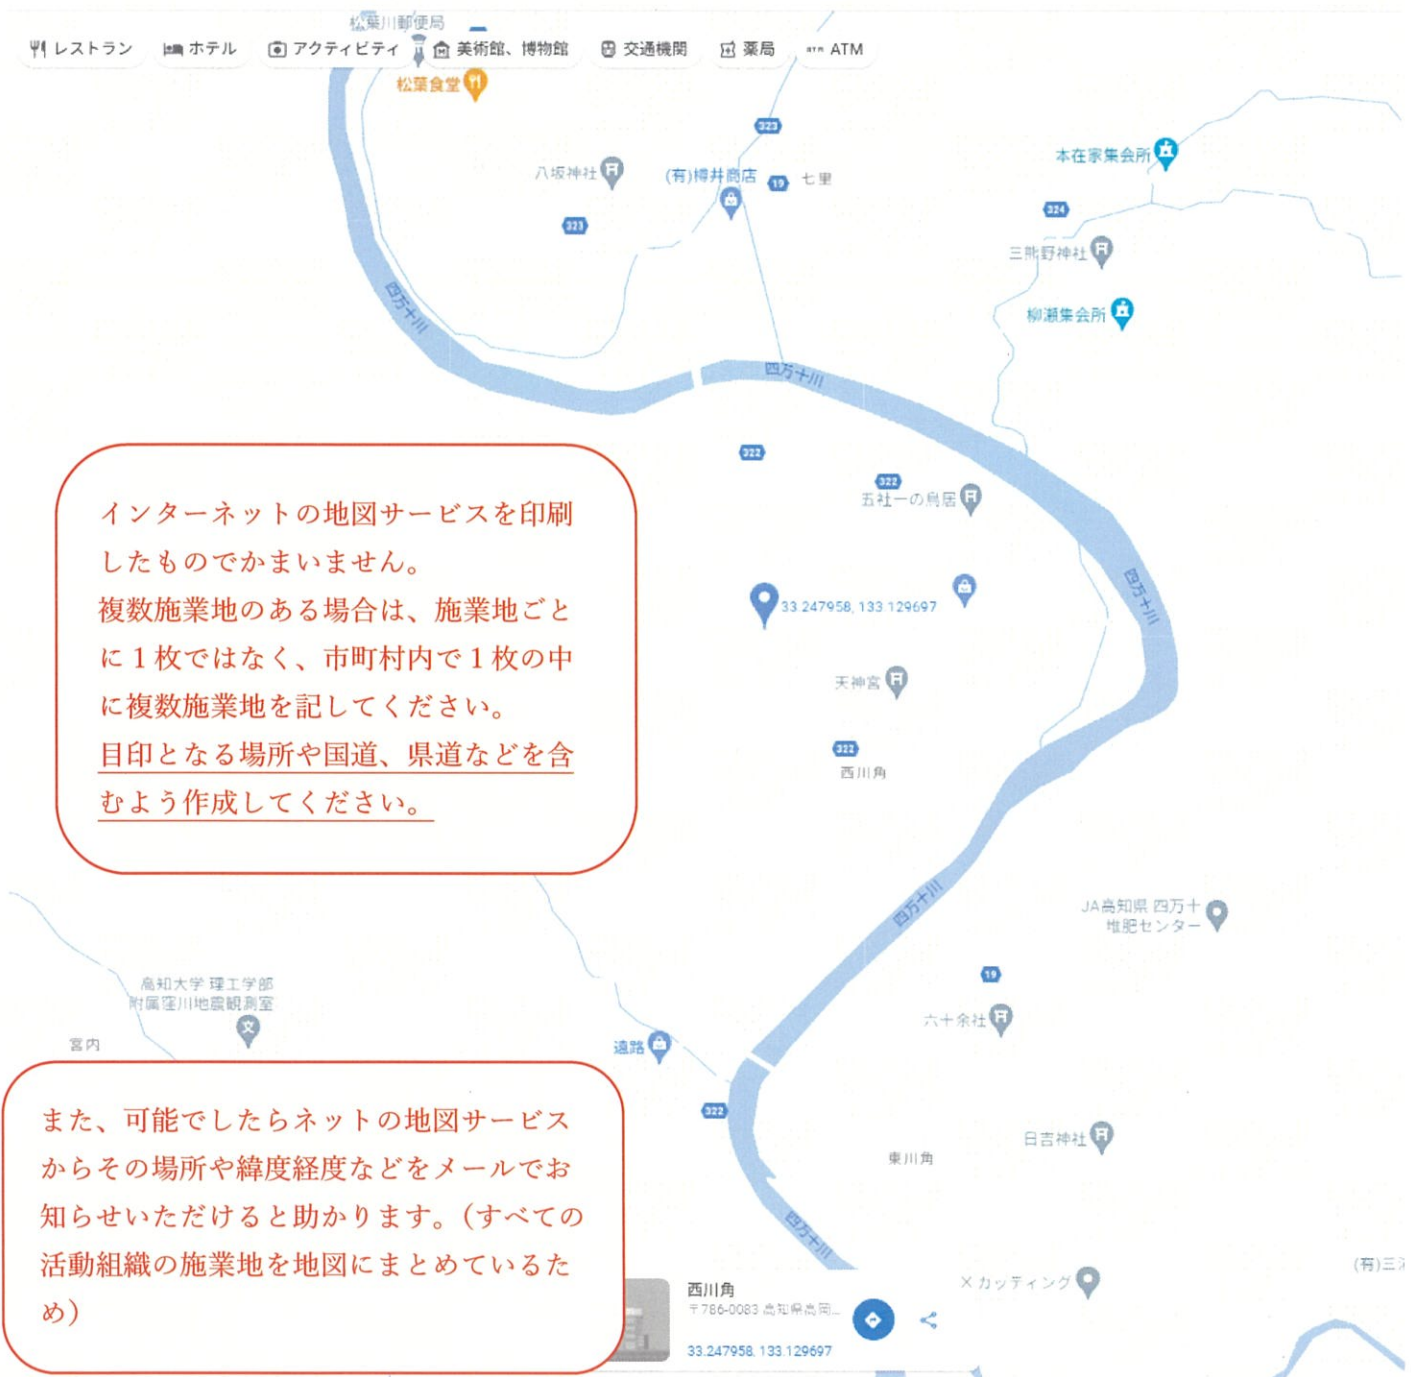 松葉川郵便局
レストラン
ホテル
アクティビティ
美術館、博物館
交通機関
薬局
ATM
松葉食堂
323
本在家集会所
八坂神社
(有)樽井商店
19
七里
324
323
三熊野神社
四万十川
柳瀬集会所
四万十川
322
322
五社一の鳥居
インターネットの地図サービスを印刷
したものでかまいません。
複数施業地のある場合は、施業地ごと
に１枚ではなく、市町村内で１枚の中
に複数施業地を記してください。
目印となる場所や国道、県道などを含
むよう作成してください。
四万十川
33.247958, 133.129697
天神宮
322
西川角
四万十川
JA高知県 四万十
堆肥センター
19
高知大学 理工学部
附属窪川地震観測室
六十余社
宮内
遠路
322
また、可能でしたらネットの地図サービス
からその場所や緯度経度などをメールでお
知らせいただけると助かります。（すべての
活動組織の施業地を地図にまとめているた
め）
日吉神社
東川角
四万十川
(有)三
X カッティング
西川角
〒786-0083 高知県高岡...
33.247958, 133.129697